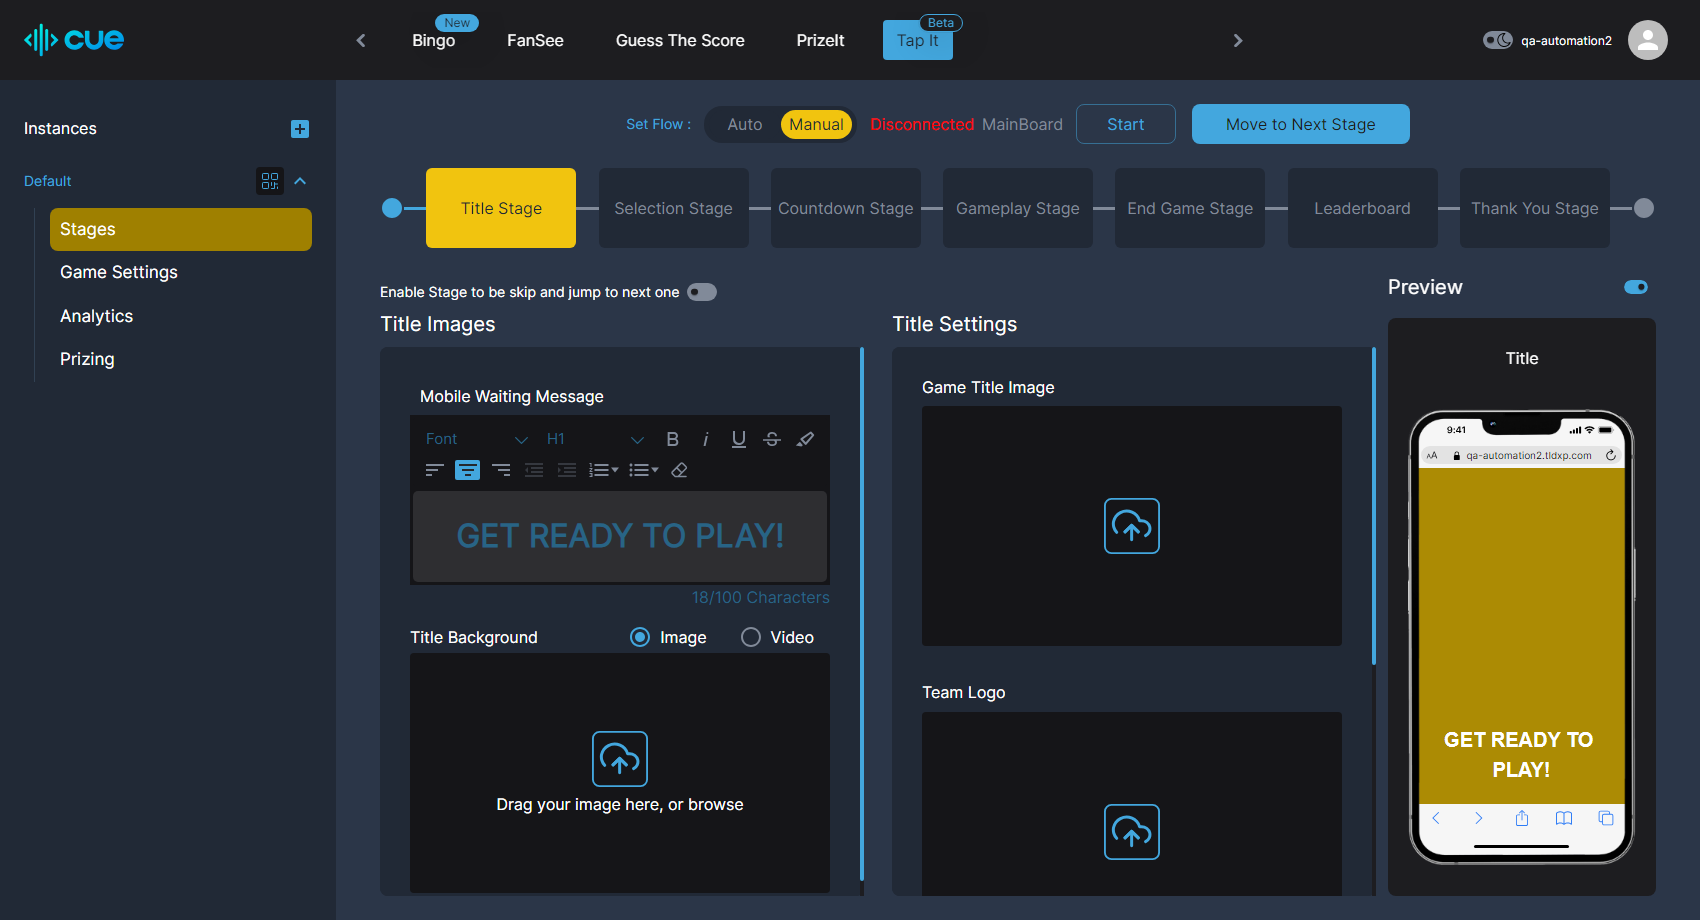 cue
New
Bingo
FanSee
Guess The Score
PrizeIt
Beta
Tap It
qa-automation2
Instances
Default
Stages
Game Settings
Analytics
Prizing
Set Flow :
Auto
Manual
Disconnected MainBoard
Start
Move to Next Stage
Title Stage
Selection Stage
Countdown Stage
Gameplay Stage
End Game Stage
Leaderboard
Thank You Stage
Enable Stage to be skip and jump to next one
Title Images
Mobile Waiting Message
Font
H1
B
i
U
S
GET READY TO PLAY!
18/100 Characters
Title Background
Image
Video
Drag your image here, or browse
Title Settings
Game Title Image
Team Logo
Preview
Title
9:41
AA
qa-automation2.tldxp.com
GET READY TO
PLAY!